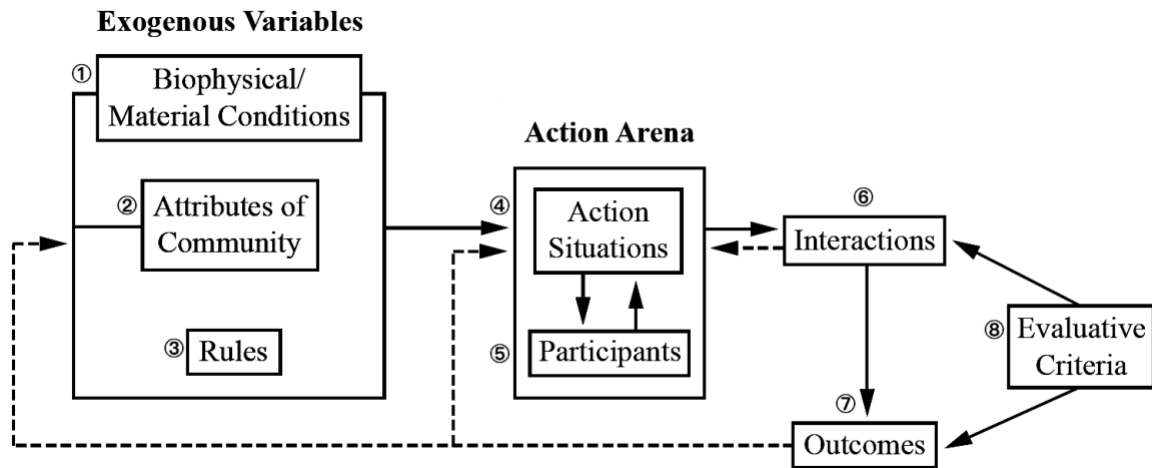 Exogenous Variables
①
Biophysical/
Material Conditions
②
Attributes of
Community
③
Rules
Action Arena
④
Action
Situations
⑤
Participants
⑥
Interactions
⑦
Outcomes
⑧
Evaluative
Criteria